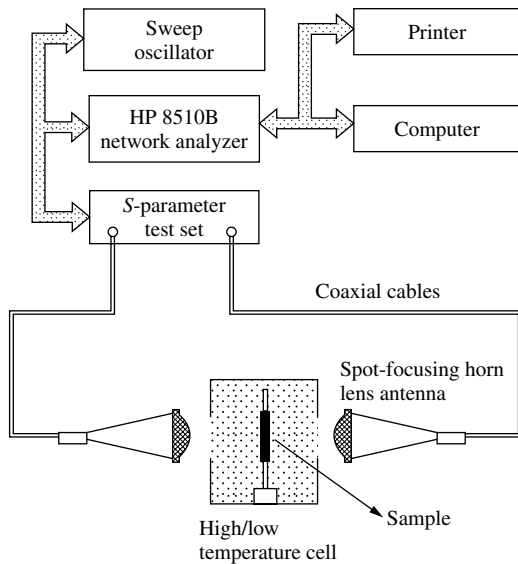 Sweep
oscillator
Printer
HP 8510B
network analyzer
Computer
S-parameter
test set
Coaxial cables
Spot-focusing horn
lens antenna
Sample
High/low
temperature cell